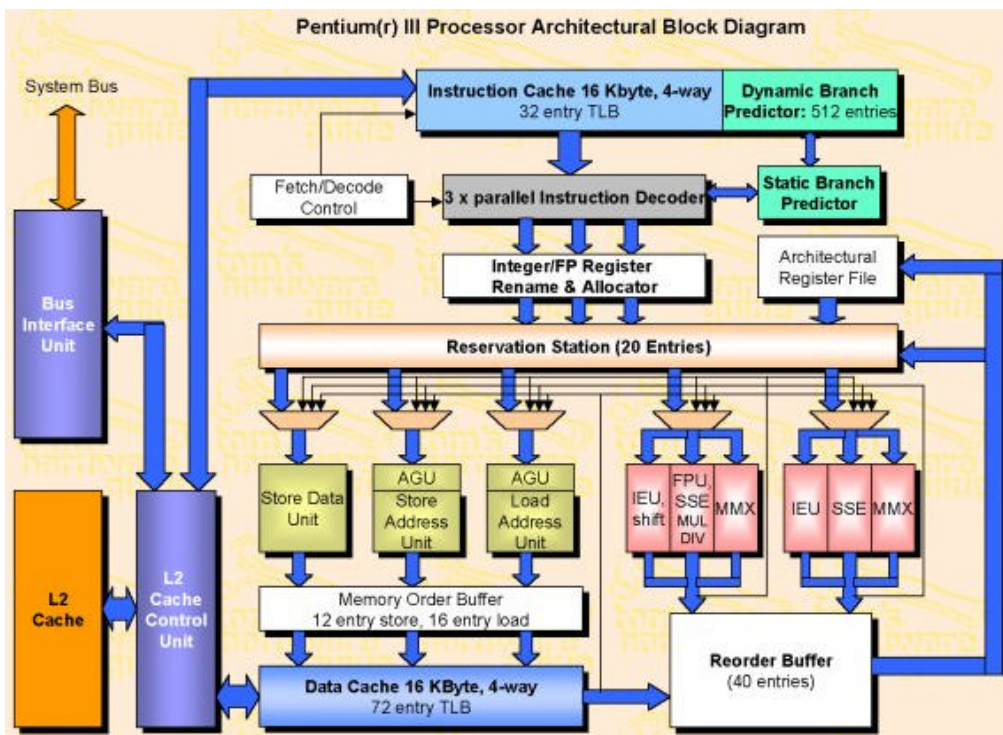 Pentium(r) III Processor Architectural Block Diagram
System Bus
Instruction Cache 16 Kbyte, 4-way
32 entry TLB
Dynamic Branch
Predictor: 512 entries
Fetch/Decode
Control
3 x parallel Instruction Decoder
Static Branch
Predictor
Integer/FP Register
Rename & Allocator
Architectural
Register File
Bus
Interface
Unit
Reservation Station (20 Entries)
Store Data
Unit
AGU
Store
Address
Unit
AGU
Load
Address
Unit
IEU,
shift
FPU,
SSE
MUL
DIV
MMX
IEU
SSE
MMX
L2
Cache
L2
Cache
Control
Unit
Memory Order Buffer
12 entry store, 16 entry load
Data Cache 16 KByte, 4-way
72 entry TLB
Reorder Buffer
(40 entries)